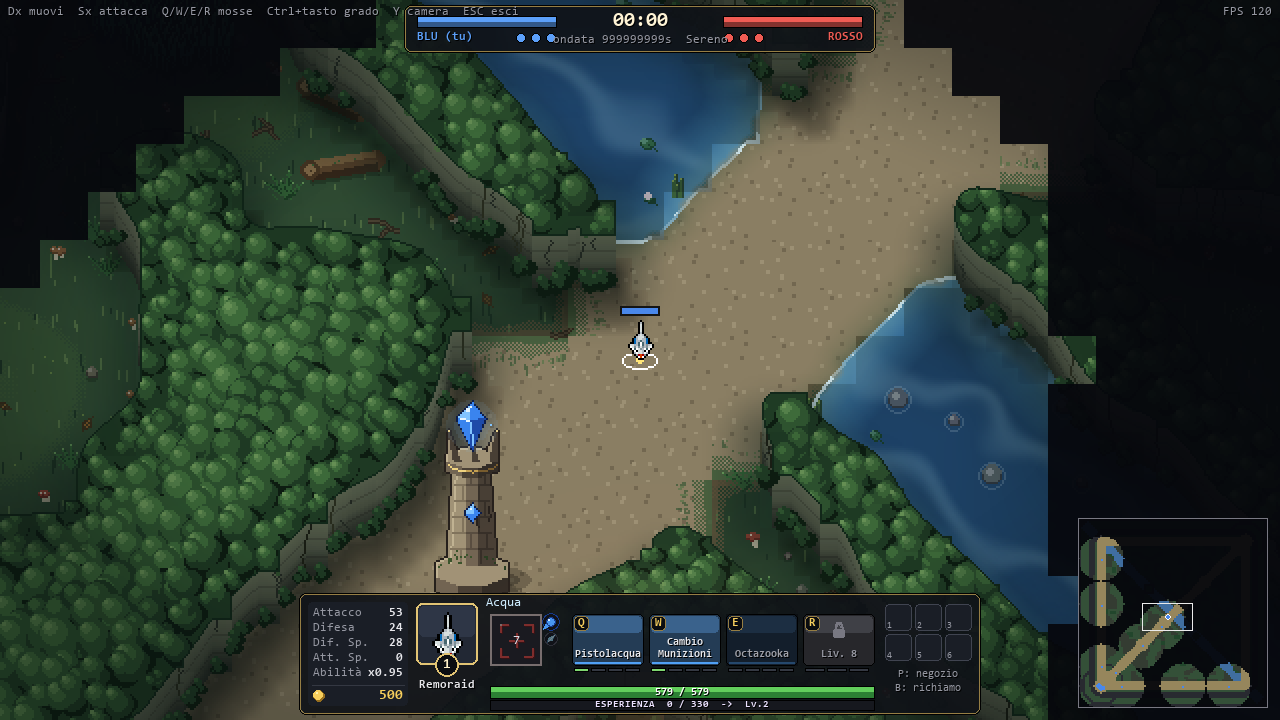 Dx muovi  Sx attacca  Q/W/E/R mosse  Ctrl+tasto grado  Y camera  ESC esci
FPS 120
00:00
BLU (tu)
ROSSO
ondata 999999999s  Sereno
Attacco 53
Difesa 24
Dif. Sp. 28
Att. Sp. 0
Abilità x0.95
500
1
Remoraid
Acqua
7
Q
Pistolacqua
W
Cambio Munizioni
E
Octazooka
R
Liv. 8
579 / 579
ESPERIENZA  0 / 330  ->  Lv.2
1 2 3
4 5 6
P: negozio
B: richiamo